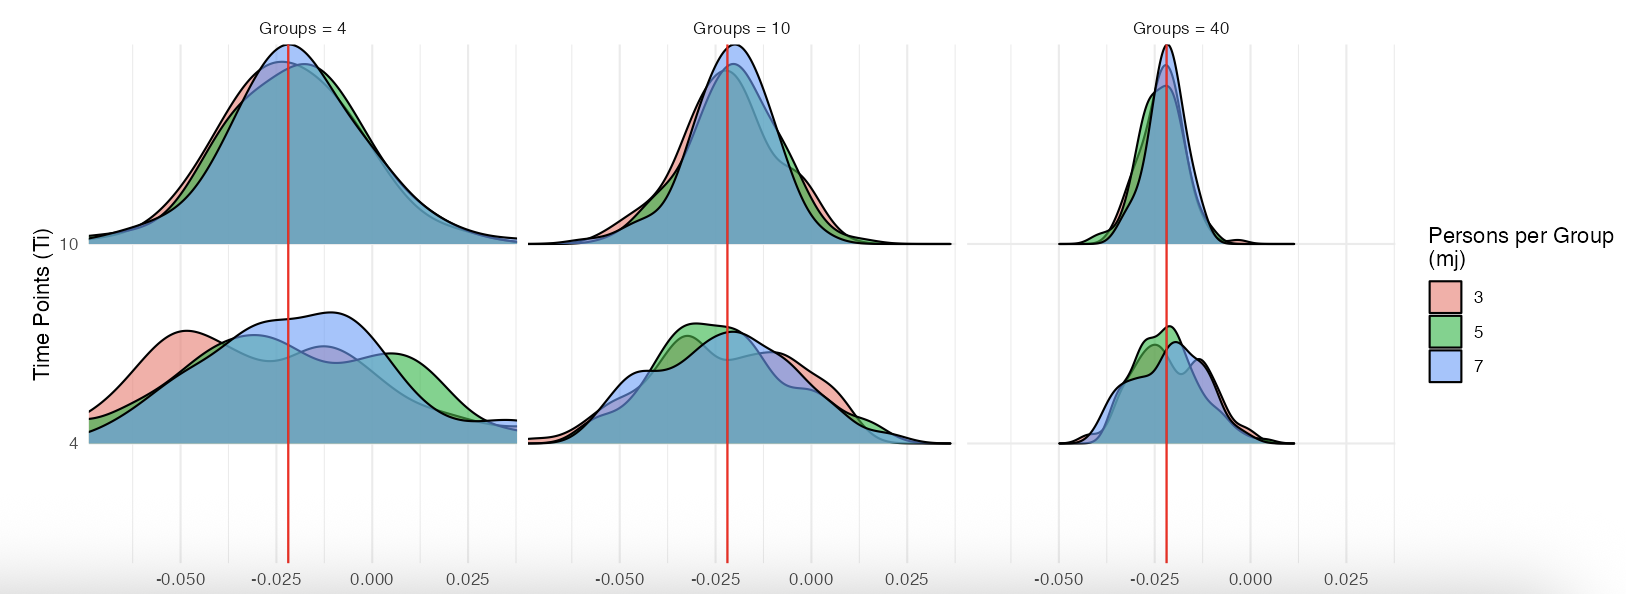 Groups = 4
Groups = 10
Groups = 40
Time Points (Ti)
10
4
-0.050 -0.025 0.000 0.025
-0.050 -0.025 0.000 0.025
-0.050 -0.025 0.000 0.025
Persons per Group
(mj)
3
5
7